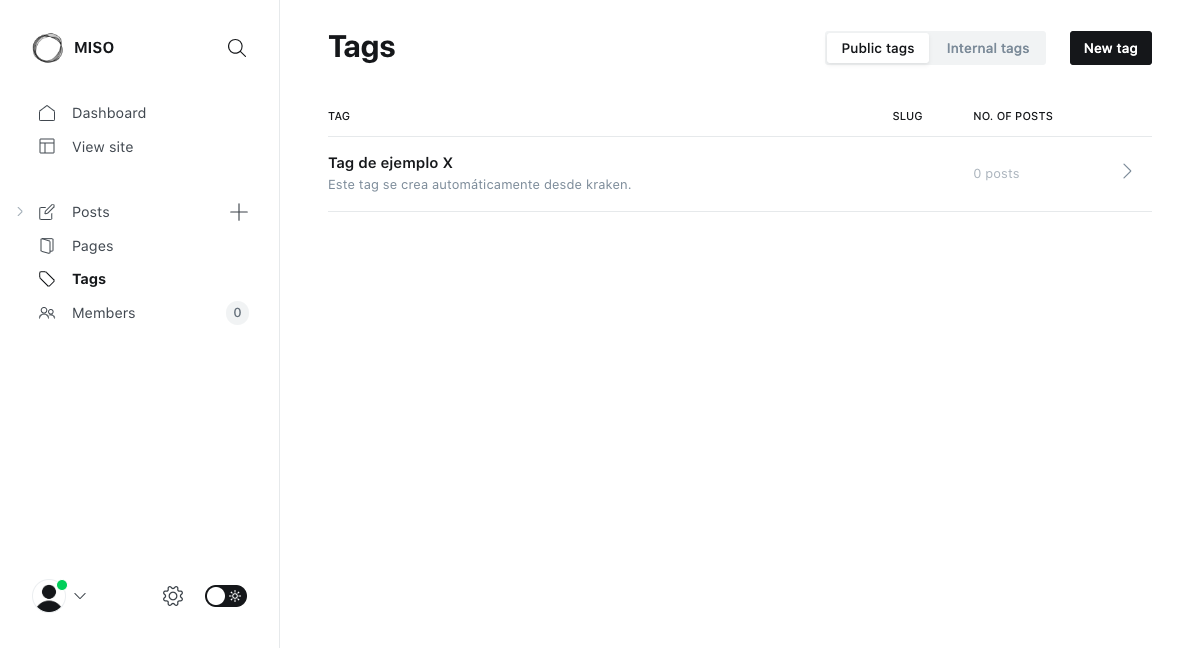 MISO
Dashboard
View site
Posts
Pages
Tags
Members 0
Tags
Public tags Internal tags New tag
TAG SLUG NO. OF POSTS
Tag de ejemplo X
Este tag se crea automáticamente desde kraken.
0 posts